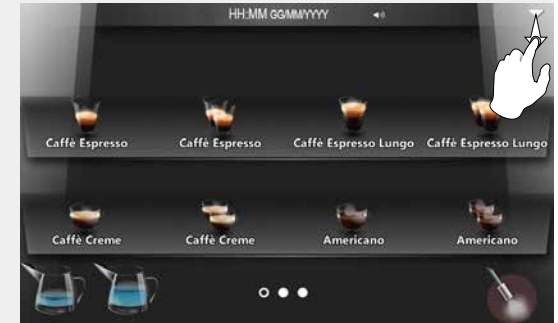 HH:MM GG/MM/YYYY
Caffè Espresso Caffè Espresso Caffè Espresso Lungo Caffè Espresso Lungo
Caffè Creme Caffè Creme Americano Americano